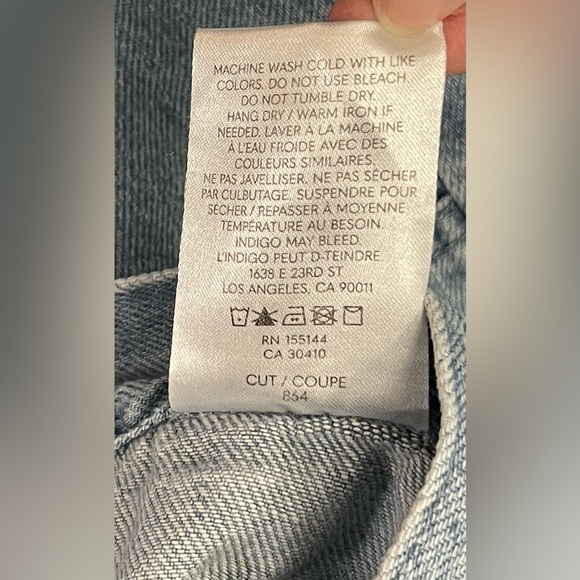 MACHINE WASH COLD WITH LIKE
COLORS. DO NOT USE BLEACH.
DO NOT TUMBLE DRY.
HANG DRY / WARM IRON IF
NEEDED. LAVER À LA MACHINE
À L'EAU FROIDE AVEC DES
COULEURS SIMILAIRES.
NE PAS JAVELLISER. NE PAS SÉCHER
PAR CULBUTAGE. SUSPENDRE POUR
SÉCHER / REPASSER À MOYENNE
TEMPÉRATURE AU BESOIN.
INDIGO MAY BLEED.
L'INDIGO PEUT D-TEINDRE.
1638 E 23RD ST
LOS ANGELES, CA 90011
RN 155144
CA 30410
CUT / COUPE
864